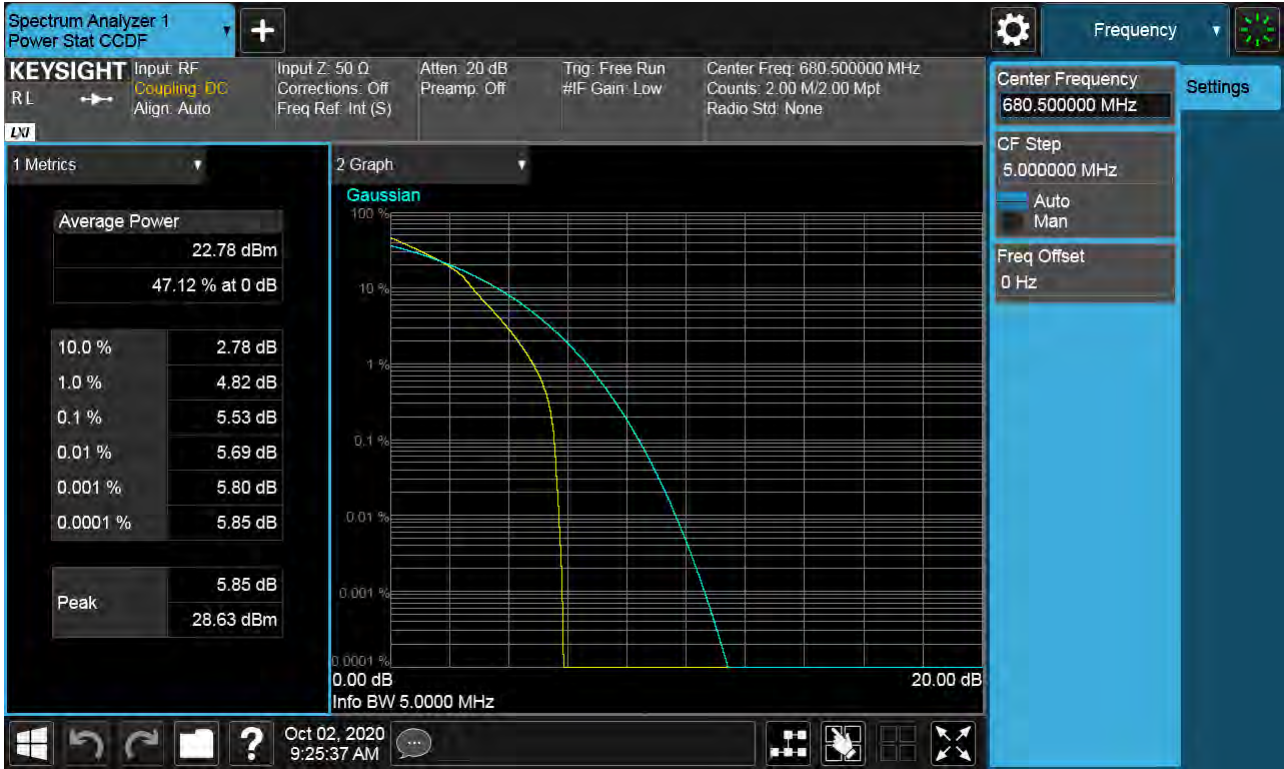 Spectrum Analyzer 1
Power Stat CCDF
Frequency
KEYSIGHT
RL
LXI
Input: RF
Coupling: DC
Align: Auto
Input Z: 50 Ω
Corrections: Off
Freq Ref: Int (S)
Atten: 20 dB
Preamp: Off
Trig: Free Run
#IF Gain: Low
Center Freq: 680.500000 MHz
Counts: 2.00 M/2.00 Mpt
Radio Std: None
Center Frequency
680.500000 MHz
Settings
CF Step
5.000000 MHz
Auto
Man
Freq Offset
0 Hz
1 Metrics
Average Power
22.78 dBm
47.12 % at 0 dB
10.0 % 2.78 dB
1.0 % 4.82 dB
0.1 % 5.53 dB
0.01 % 5.69 dB
0.001 % 5.80 dB
0.0001 % 5.85 dB
Peak
5.85 dB
28.63 dBm
2 Graph
Gaussian
100 %
10 %
1 %
0.1 %
0.01 %
0.001 %
0.0001 %
0.00 dB 20.00 dB
Info BW 5.0000 MHz
?
Oct 02, 2020
9:25:37 AM